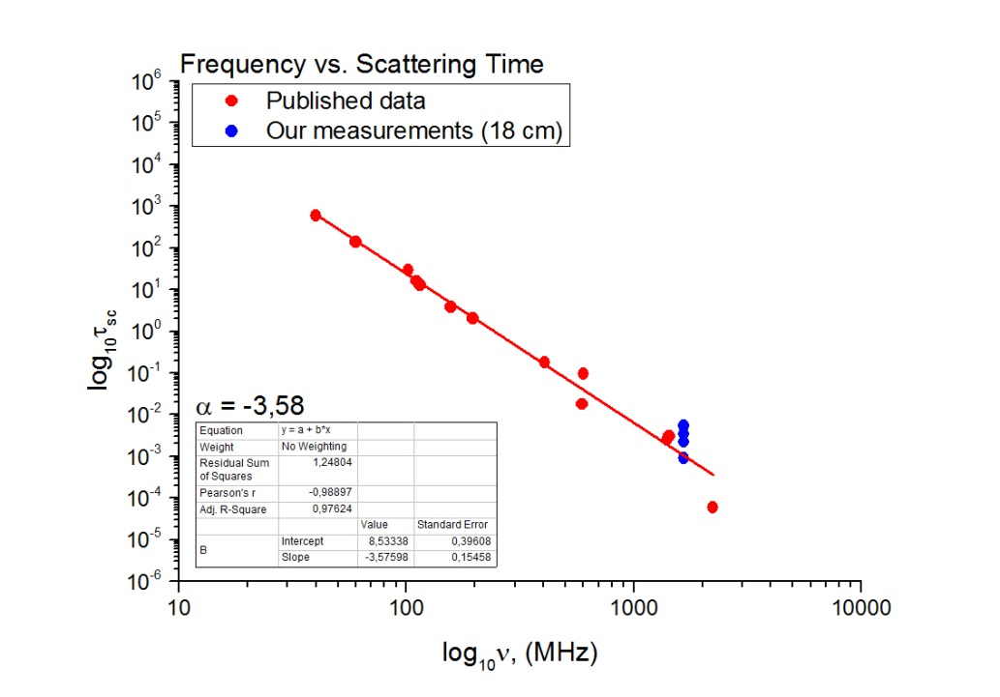 Frequency vs. Scattering Time
Published data
Our measurements (18 cm)
10^6
10^5
10^4
10^3
10^2
10^1
10^0
10^-1
10^-2
10^-3
10^-4
10^-5
10^-6
log₁₀τsc
α = -3,58
Equation y = a + b*x
Weight No Weighting
Residual Sum of Squares 1,24804
Pearson's r -0,98897
Adj. R-Square 0,97624
Value Standard Error
B Intercept 8,53338 0,39608
Slope -3,57598 0,15458
10 100 1000 10000
log₁₀ν, (MHz)